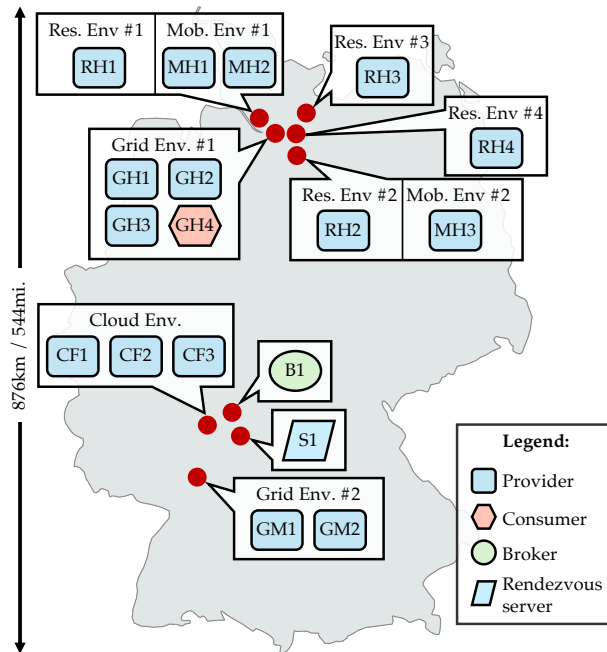 Res. Env #1
Mob. Env #1
RH1
MH1
MH2
Res. Env #3
RH3
Res. Env #4
RH4
Grid Env. #1
GH1
GH2
GH3
GH4
Res. Env #2
Mob. Env #2
RH2
MH3
876km / 544mi.
Cloud Env.
CF1
CF2
CF3
B1
S1
Grid Env. #2
GM1
GM2
Legend:
Provider
Consumer
Broker
Rendezvous
server